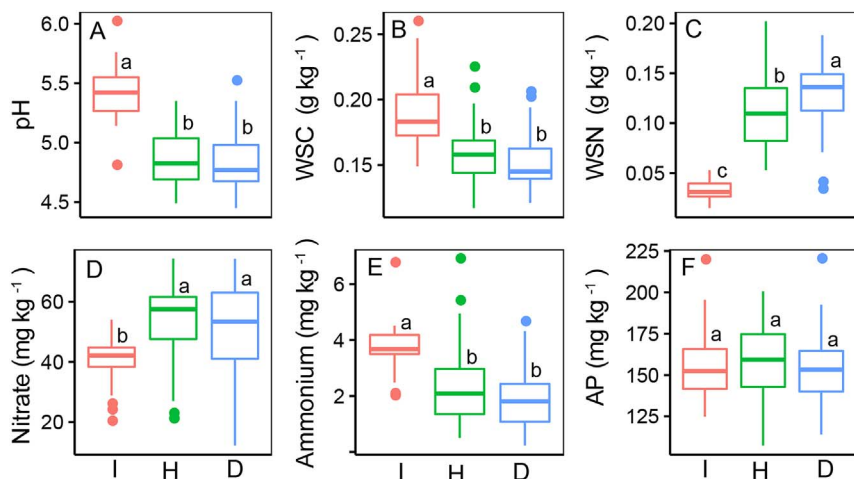 A
pH
6.0
5.5
5.0
4.5
a
b
b
B
WSC (g kg⁻¹)
0.25
0.20
0.15
a
b
b
C
WSN (g kg⁻¹)
0.20
0.15
0.10
0.05
c
b
a
D
Nitrate (mg kg⁻¹)
60
40
20
b
a
a
I H D
E
Ammonium (mg kg⁻¹)
6
4
2
a
b
b
I H D
F
AP (mg kg⁻¹)
225
200
175
150
125
a
a
a
I H D